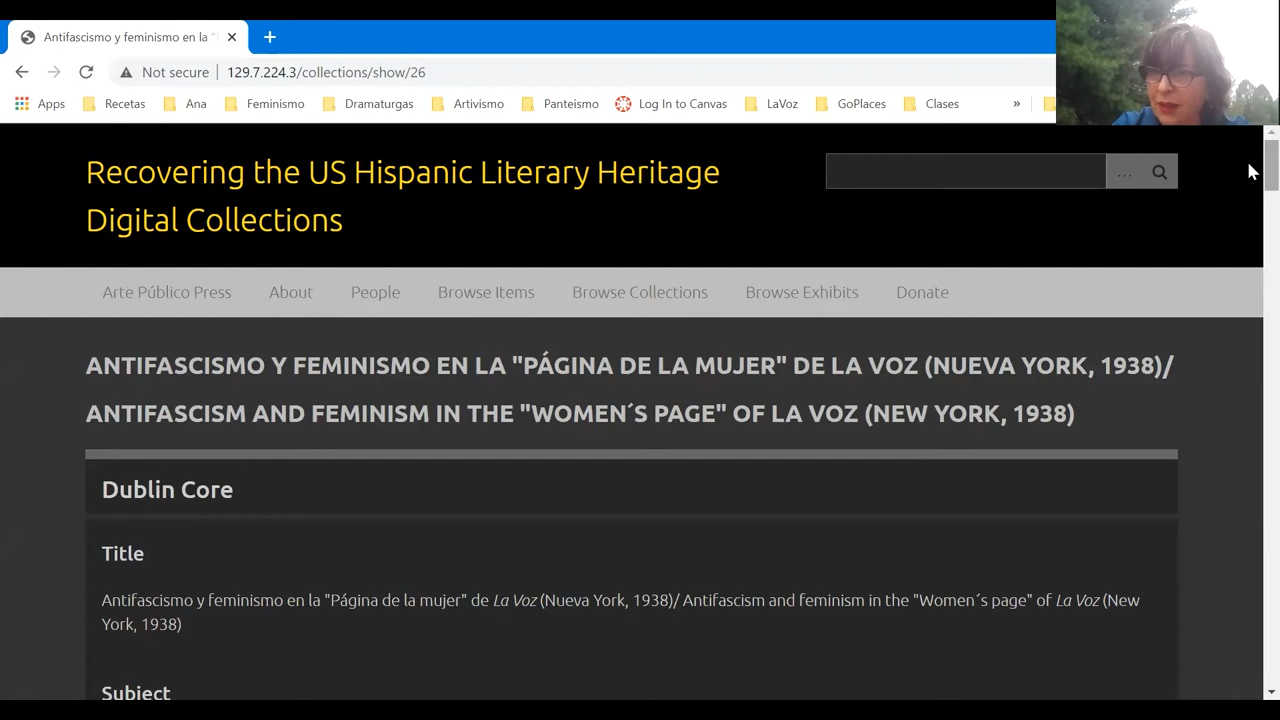 Antifascismo y feminismo en la "
Not secure
129.7.224.3/collections/show/26
Apps
Recetas
Ana
Feminismo
Dramaturgas
Artivismo
Panteismo
Log In to Canvas
LaVoz
GoPlaces
Clases
»
Recovering the US Hispanic Literary Heritage
Digital Collections
...
Arte Público Press
About
People
Browse Items
Browse Collections
Browse Exhibits
Donate
ANTIFASCISMO Y FEMINISMO EN LA "PÁGINA DE LA MUJER" DE LA VOZ (NUEVA YORK, 1938)/
ANTIFASCISM AND FEMINISM IN THE "WOMEN´S PAGE" OF LA VOZ (NEW YORK, 1938)
Dublin Core
Title
Antifascismo y feminismo en la "Página de la mujer" de La Voz (Nueva York, 1938)/ Antifascism and feminism in the "Women´s page" of La Voz (New
York, 1938)
Subject